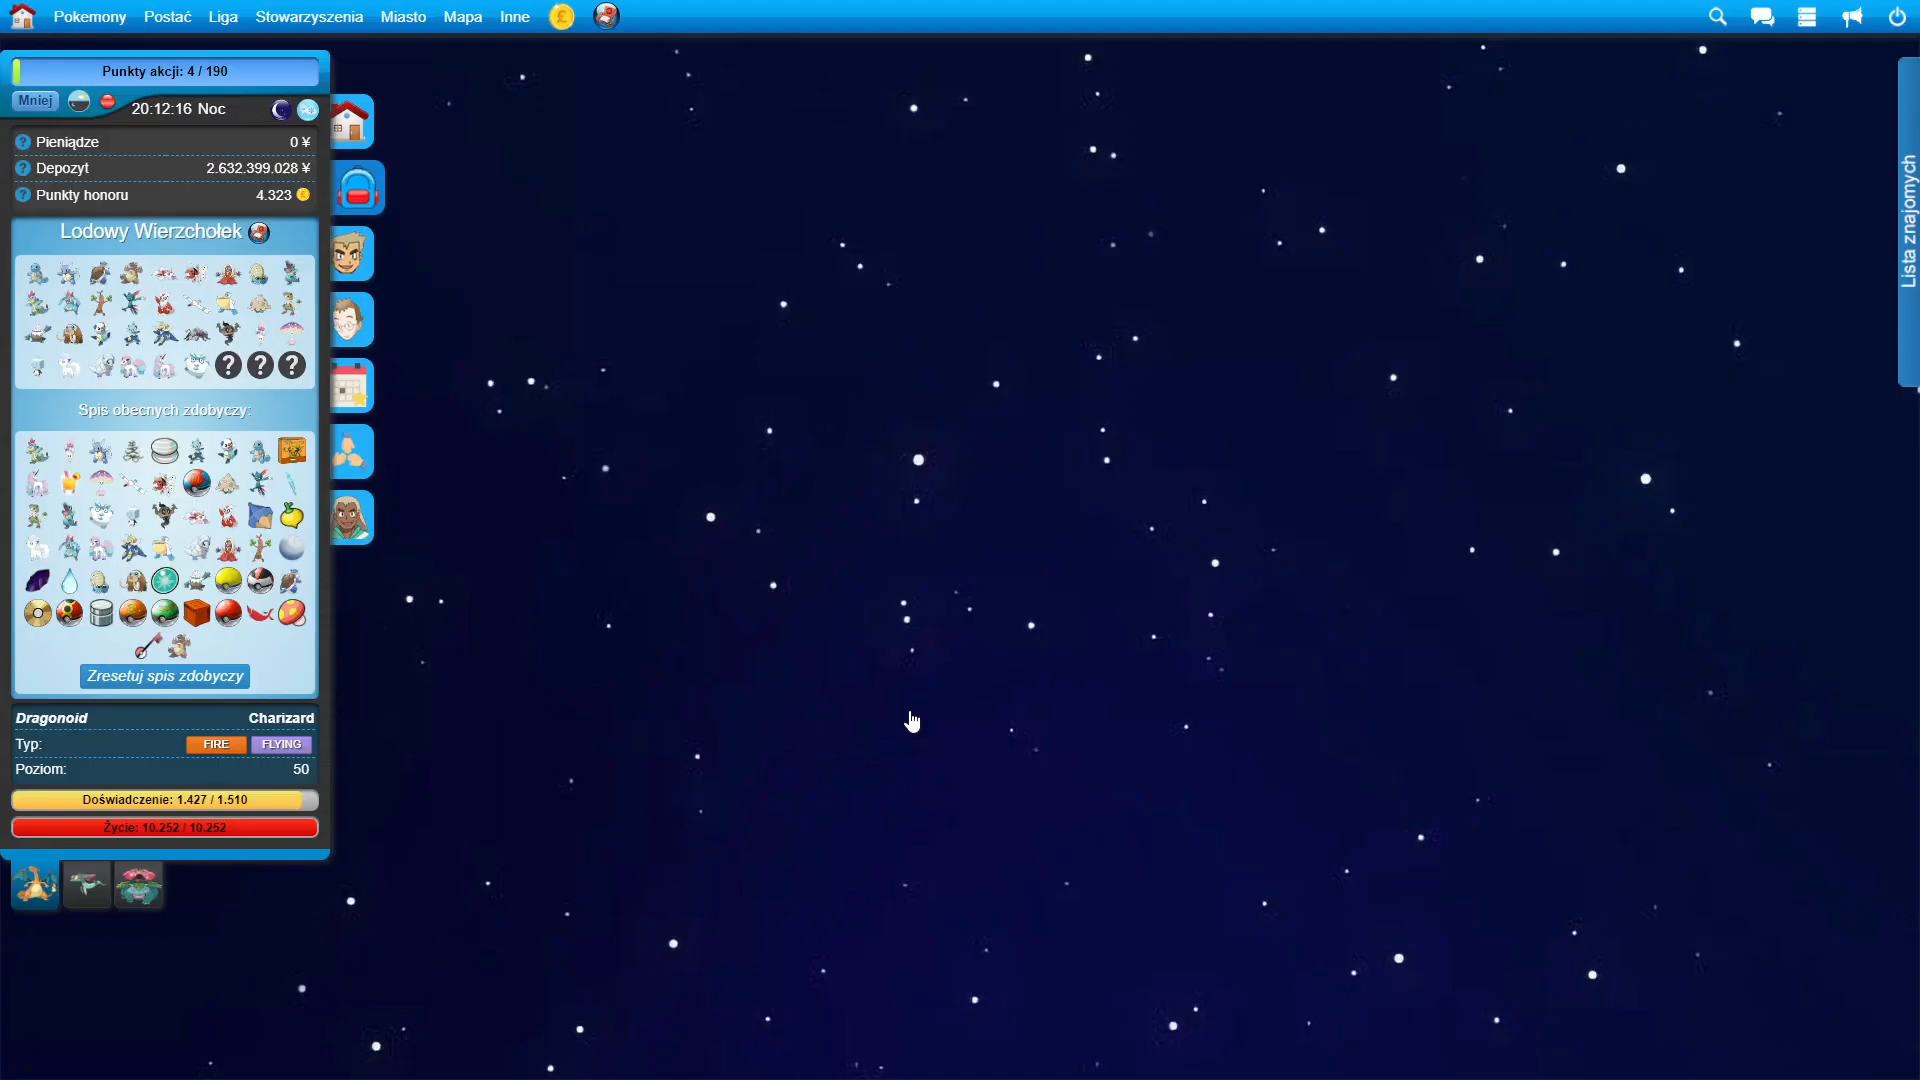 Pokemony Postać Liga Stowarzyszenia Miasto Mapa Inne
Punkty akcji: 4 / 190
Mniej
20:12:16 Noc
? Pieniądze 0 ¥
? Depozyt 2.632.399.028 ¥
? Punkty honoru 4.323
Lodowy Wierzchołek
? ? ?
Spis obecnych zdobyczy:
Zresetuj spis zdobyczy
Dragonoid Charizard
Typ: FIRE FLYING
Poziom: 50
Doświadczenie: 1.427 / 1.510
Życie: 10.252 / 10.252
Lista znajomych